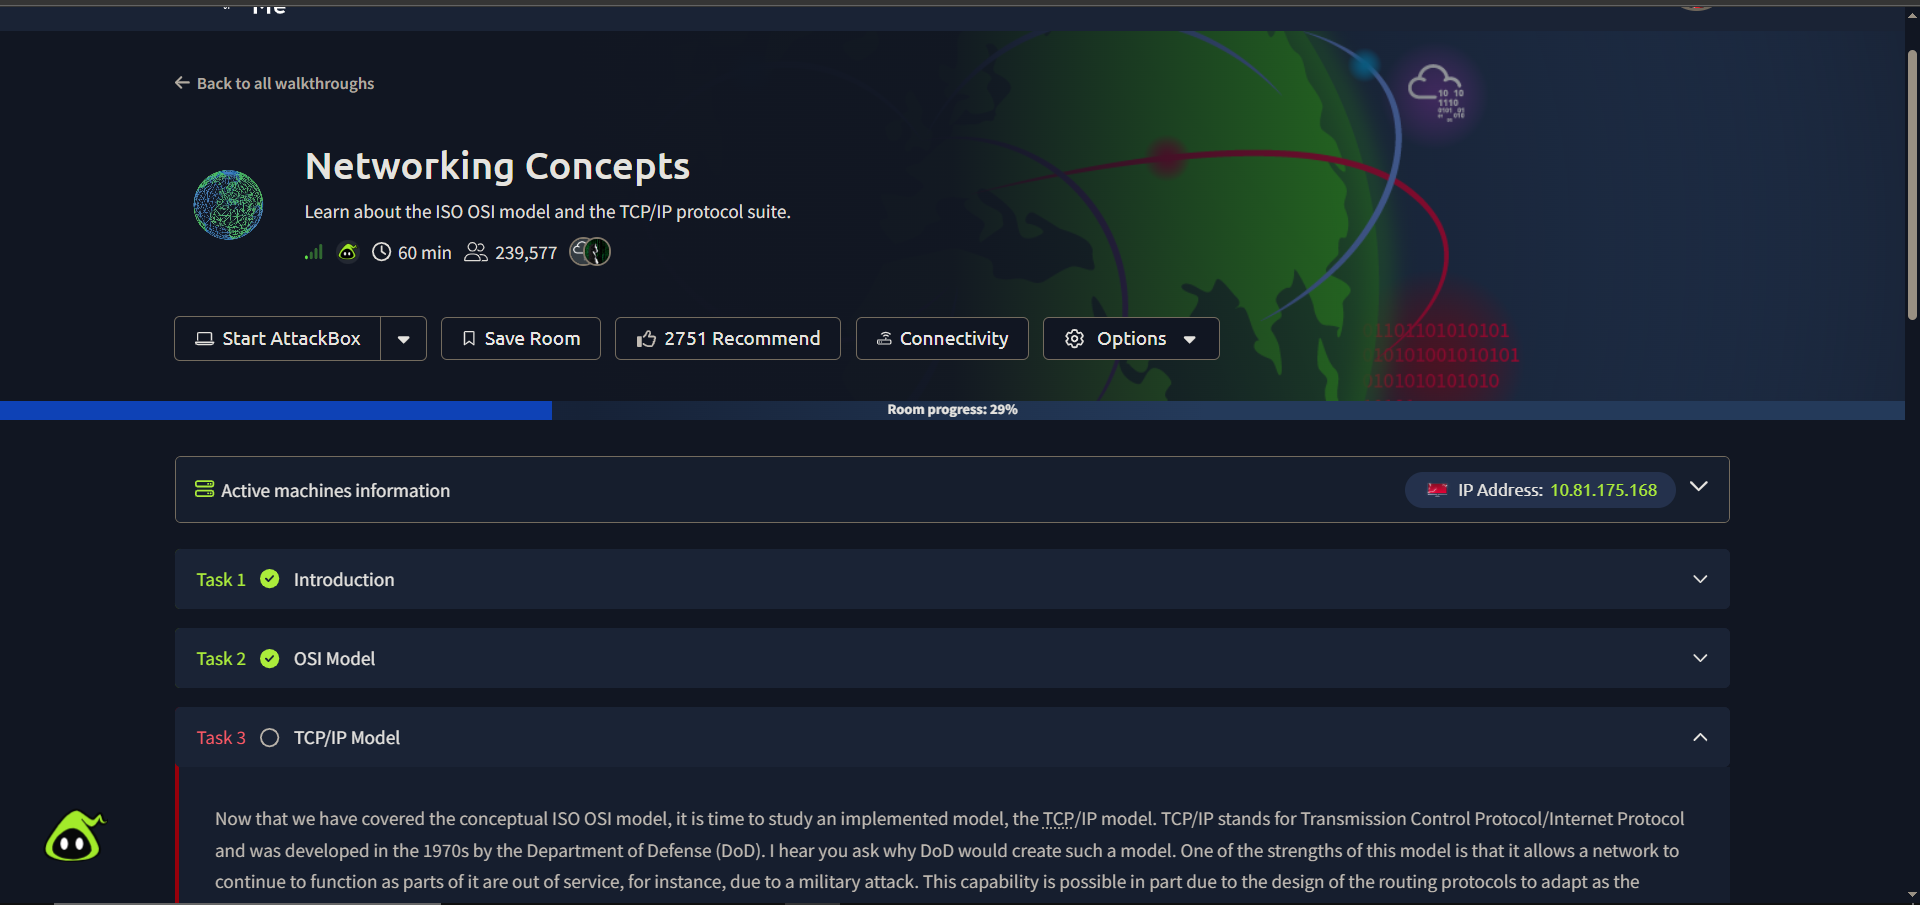 Me
Back to all walkthroughs
Networking Concepts
Learn about the ISO OSI model and the TCP/IP protocol suite.
60 min 239,577
Start AttackBox Save Room 2751 Recommend Connectivity Options
1101101010101
10101001010101
101010101010
Room progress: 29%
Active machines information IP Address: 10.81.175.168
Task 1 Introduction
Task 2 OSI Model
Task 3 TCP/IP Model
Now that we have covered the conceptual ISO OSI model, it is time to study an implemented model, the TCP/IP model. TCP/IP stands for Transmission Control Protocol/Internet Protocol
and was developed in the 1970s by the Department of Defense (DoD). I hear you ask why DoD would create such a model. One of the strengths of this model is that it allows a network to
continue to function as parts of it are out of service, for instance, due to a military attack. This capability is possible in part due to the design of the routing protocols to adapt as the